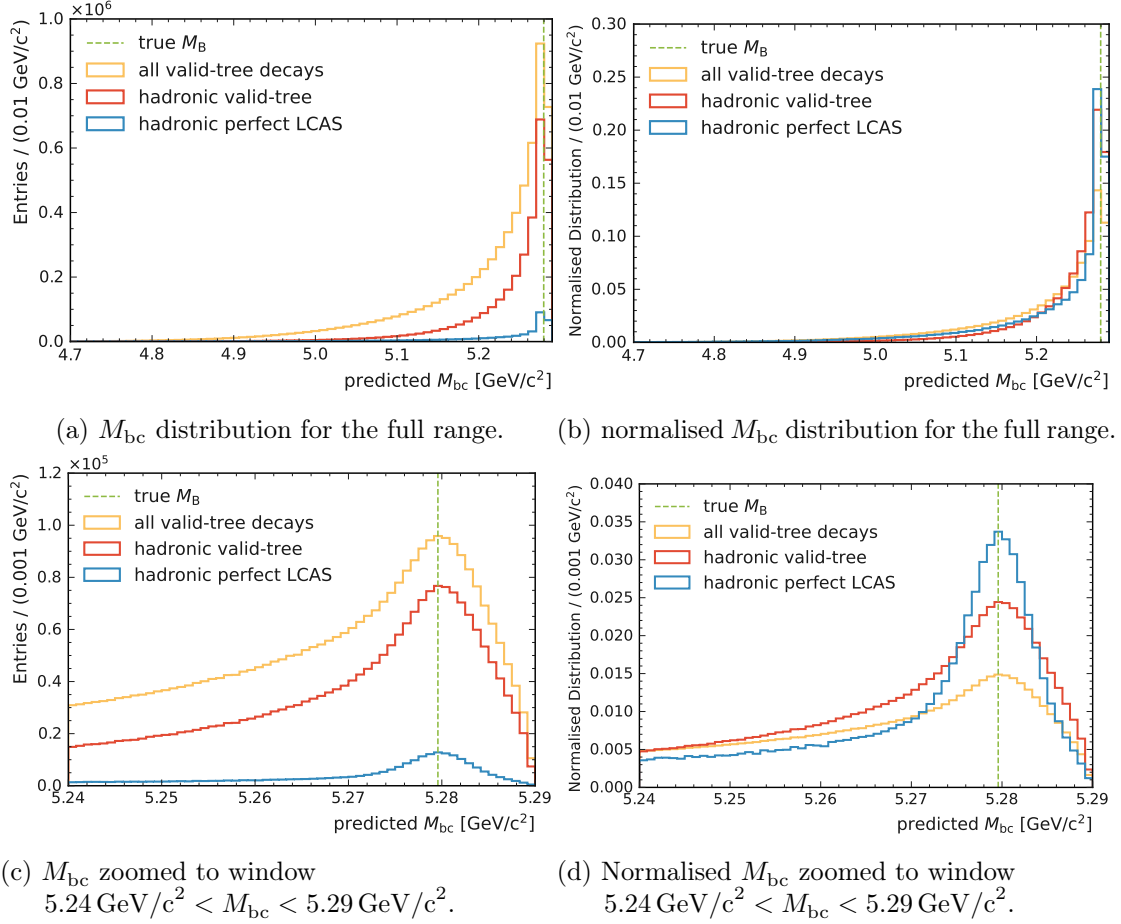 ×10⁶
Entries / (0.01 GeV/c²)
1.0
0.8
0.6
0.4
0.2
0.0
true M_B
all valid-tree decays
hadronic valid-tree
hadronic perfect LCAS
4.7 4.8 4.9 5.0 5.1 5.2
predicted M_bc [GeV/c²]
(a) M_bc distribution for the full range.
Normalised Distribution / (0.01 GeV/c²)
0.30
0.25
0.20
0.15
0.10
0.05
0.00
true M_B
all valid-tree decays
hadronic valid-tree
hadronic perfect LCAS
4.7 4.8 4.9 5.0 5.1 5.2
predicted M_bc [GeV/c²]
(b) normalised M_bc distribution for the full range.
×10⁵
Entries / (0.001 GeV/c²)
1.2
1.0
0.8
0.6
0.4
0.2
0.0
true M_B
all valid-tree decays
hadronic valid-tree
hadronic perfect LCAS
5.24 5.25 5.26 5.27 5.28 5.29
predicted M_bc [GeV/c²]
(c) M_bc zoomed to window
5.24 GeV/c² < M_bc < 5.29 GeV/c².
Normalised Distribution / (0.001 GeV/c²)
0.040
0.035
0.030
0.025
0.020
0.015
0.010
0.005
0.000
true M_B
all valid-tree decays
hadronic valid-tree
hadronic perfect LCAS
5.24 5.25 5.26 5.27 5.28 5.29
predicted M_bc [GeV/c²]
(d) Normalised M_bc zoomed to window
5.24 GeV/c² < M_bc < 5.29 GeV/c².